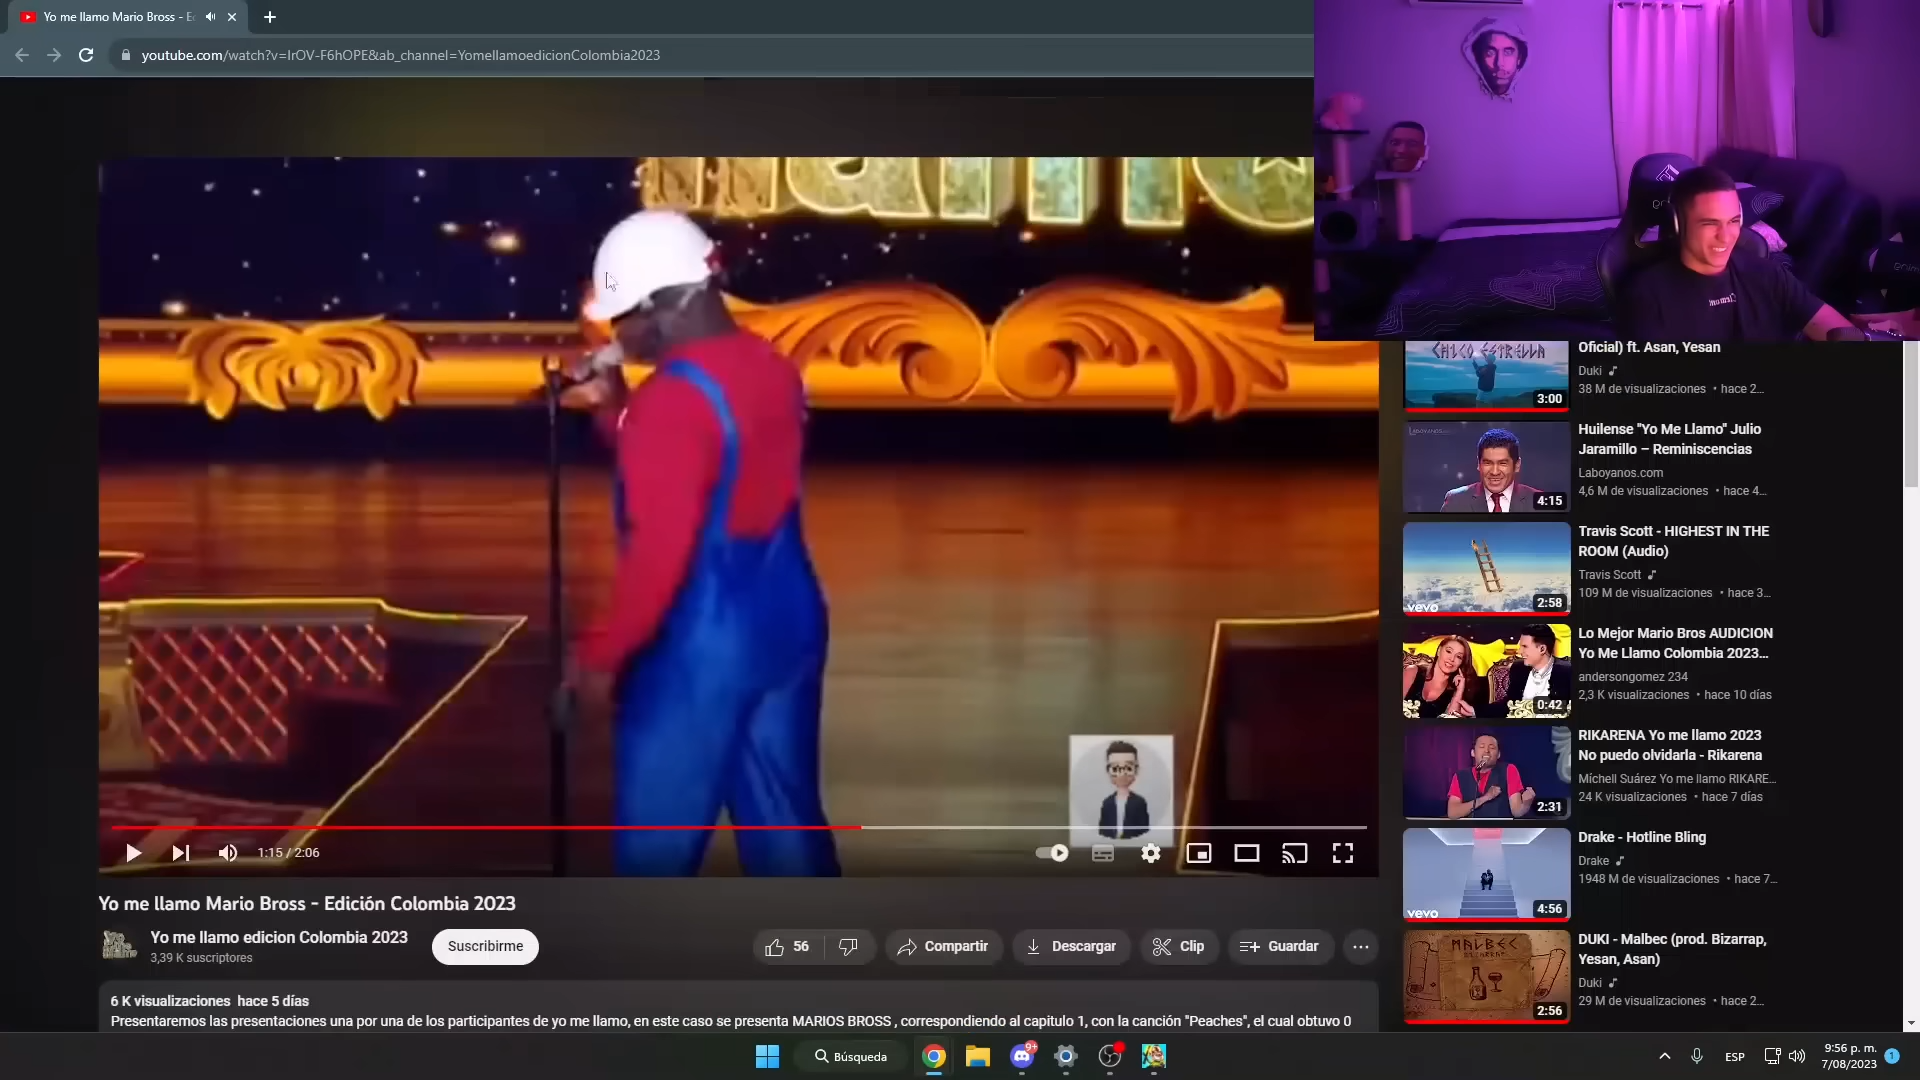 Yo me llamo Mario Bross - E
youtube.com/watch?v=IrOV-F6hOPE&ab_channel=YomellamoedicionColombia2023
1:15 / 2:06
Yo me llamo Mario Bross - Edición Colombia 2023
Yo me llamo edicion Colombia 2023
3,39 K suscriptores
Suscribirme
56
Compartir
Descargar
Clip
Guardar
6 K visualizaciones hace 5 días
Presentaremos las presentaciones una por una de los participantes de yo me llamo, en este caso se presenta MARIOS BROSS , correspondiendo al capitulo 1, con la canción "Peaches", el cual obtuvo 0
CHICO ESTRELLA
3:00
Oficial) ft. Asan, Yesan
Duki
38 M de visualizaciones • hace 2...
4:15
Huilense "Yo Me Llamo" Julio
Jaramillo – Reminiscencias
Laboyanos.com
4,6 M de visualizaciones • hace 4...
vevo
2:58
Travis Scott - HIGHEST IN THE
ROOM (Audio)
Travis Scott
109 M de visualizaciones • hace 3...
0:42
Lo Mejor Mario Bros AUDICION
Yo Me Llamo Colombia 2023...
andersongomez 234
2,3 K visualizaciones • hace 10 días
2:31
RIKARENA Yo me llamo 2023
No puedo olvidarla - Rikarena
Míchell Suárez Yo me llamo RIKARE...
24 K visualizaciones • hace 7 días
vevo
4:56
Drake - Hotline Bling
Drake
1948 M de visualizaciones • hace 7...
MALBEC
2:56
DUKI - Malbec (prod. Bizarrap,
Yesan, Asan)
Duki
29 M de visualizaciones • hace 2...
Búsqueda
9+
ESP
9:56 p. m.
7/08/2023
1